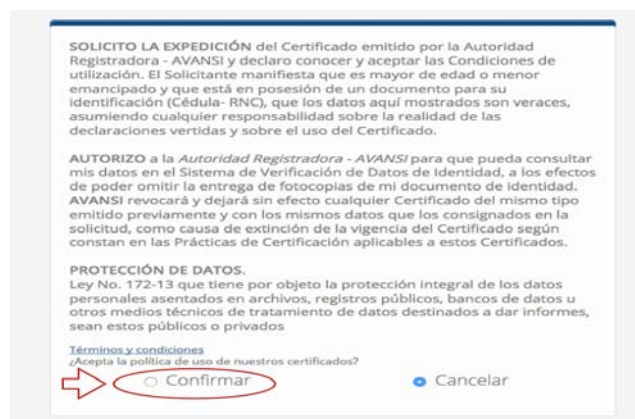 SOLICITO LA EXPEDICIÓN del Certificado emitido por la Autoridad
Registradora - AVANSI y declaro conocer y aceptar las Condiciones de
utilización. El Solicitante manifiesta que es mayor de edad o menor
emancipado y que está en posesión de un documento para su
identificación (Cédula- RNC), que los datos aquí mostrados son veraces,
asumiendo cualquier responsabilidad sobre la realidad de las
declaraciones vertidas y sobre el uso del Certificado.
AUTORIZO a la Autoridad Registradora - AVANSI para que pueda consultar
mis datos en el Sistema de Verificación de Datos de Identidad, a los efectos
de poder omitir la entrega de fotocopias de mi documento de identidad.
AVANSI revocará y dejará sin efecto cualquier Certificado del mismo tipo
emitido previamente y con los mismos datos que los consignados en la
solicitud, como causa de extinción de la vigencia del Certificado según
constan en las Prácticas de Certificación aplicables a estos Certificados.
PROTECCIÓN DE DATOS.
Ley No. 172-13 que tiene por objeto la protección integral de los datos
personales asentados en archivos, registros públicos, bancos de datos u
otros medios técnicos de tratamiento de datos destinados a dar informes,
sean estos públicos o privados
Términos y condiciones
¿Acepta la política de uso de nuestros certificados?
Confirmar Cancelar